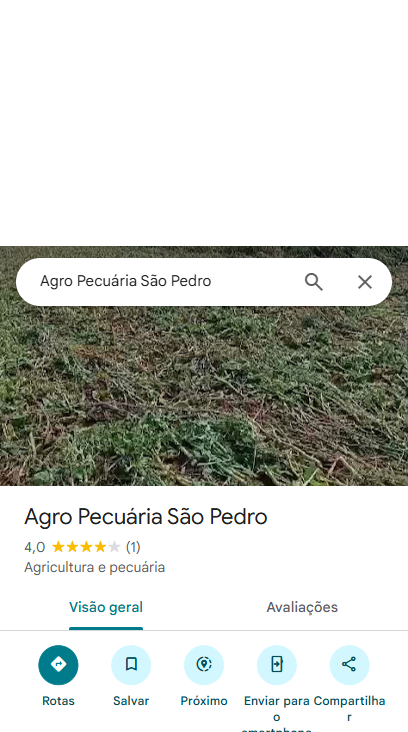 Agro Pecuária São Pedro
Agro Pecuária São Pedro
4,0 (1)
Agricultura e pecuária
Visão geral Avaliações
Rotas Salvar Próximo Enviar para o smartphone Compartilhar